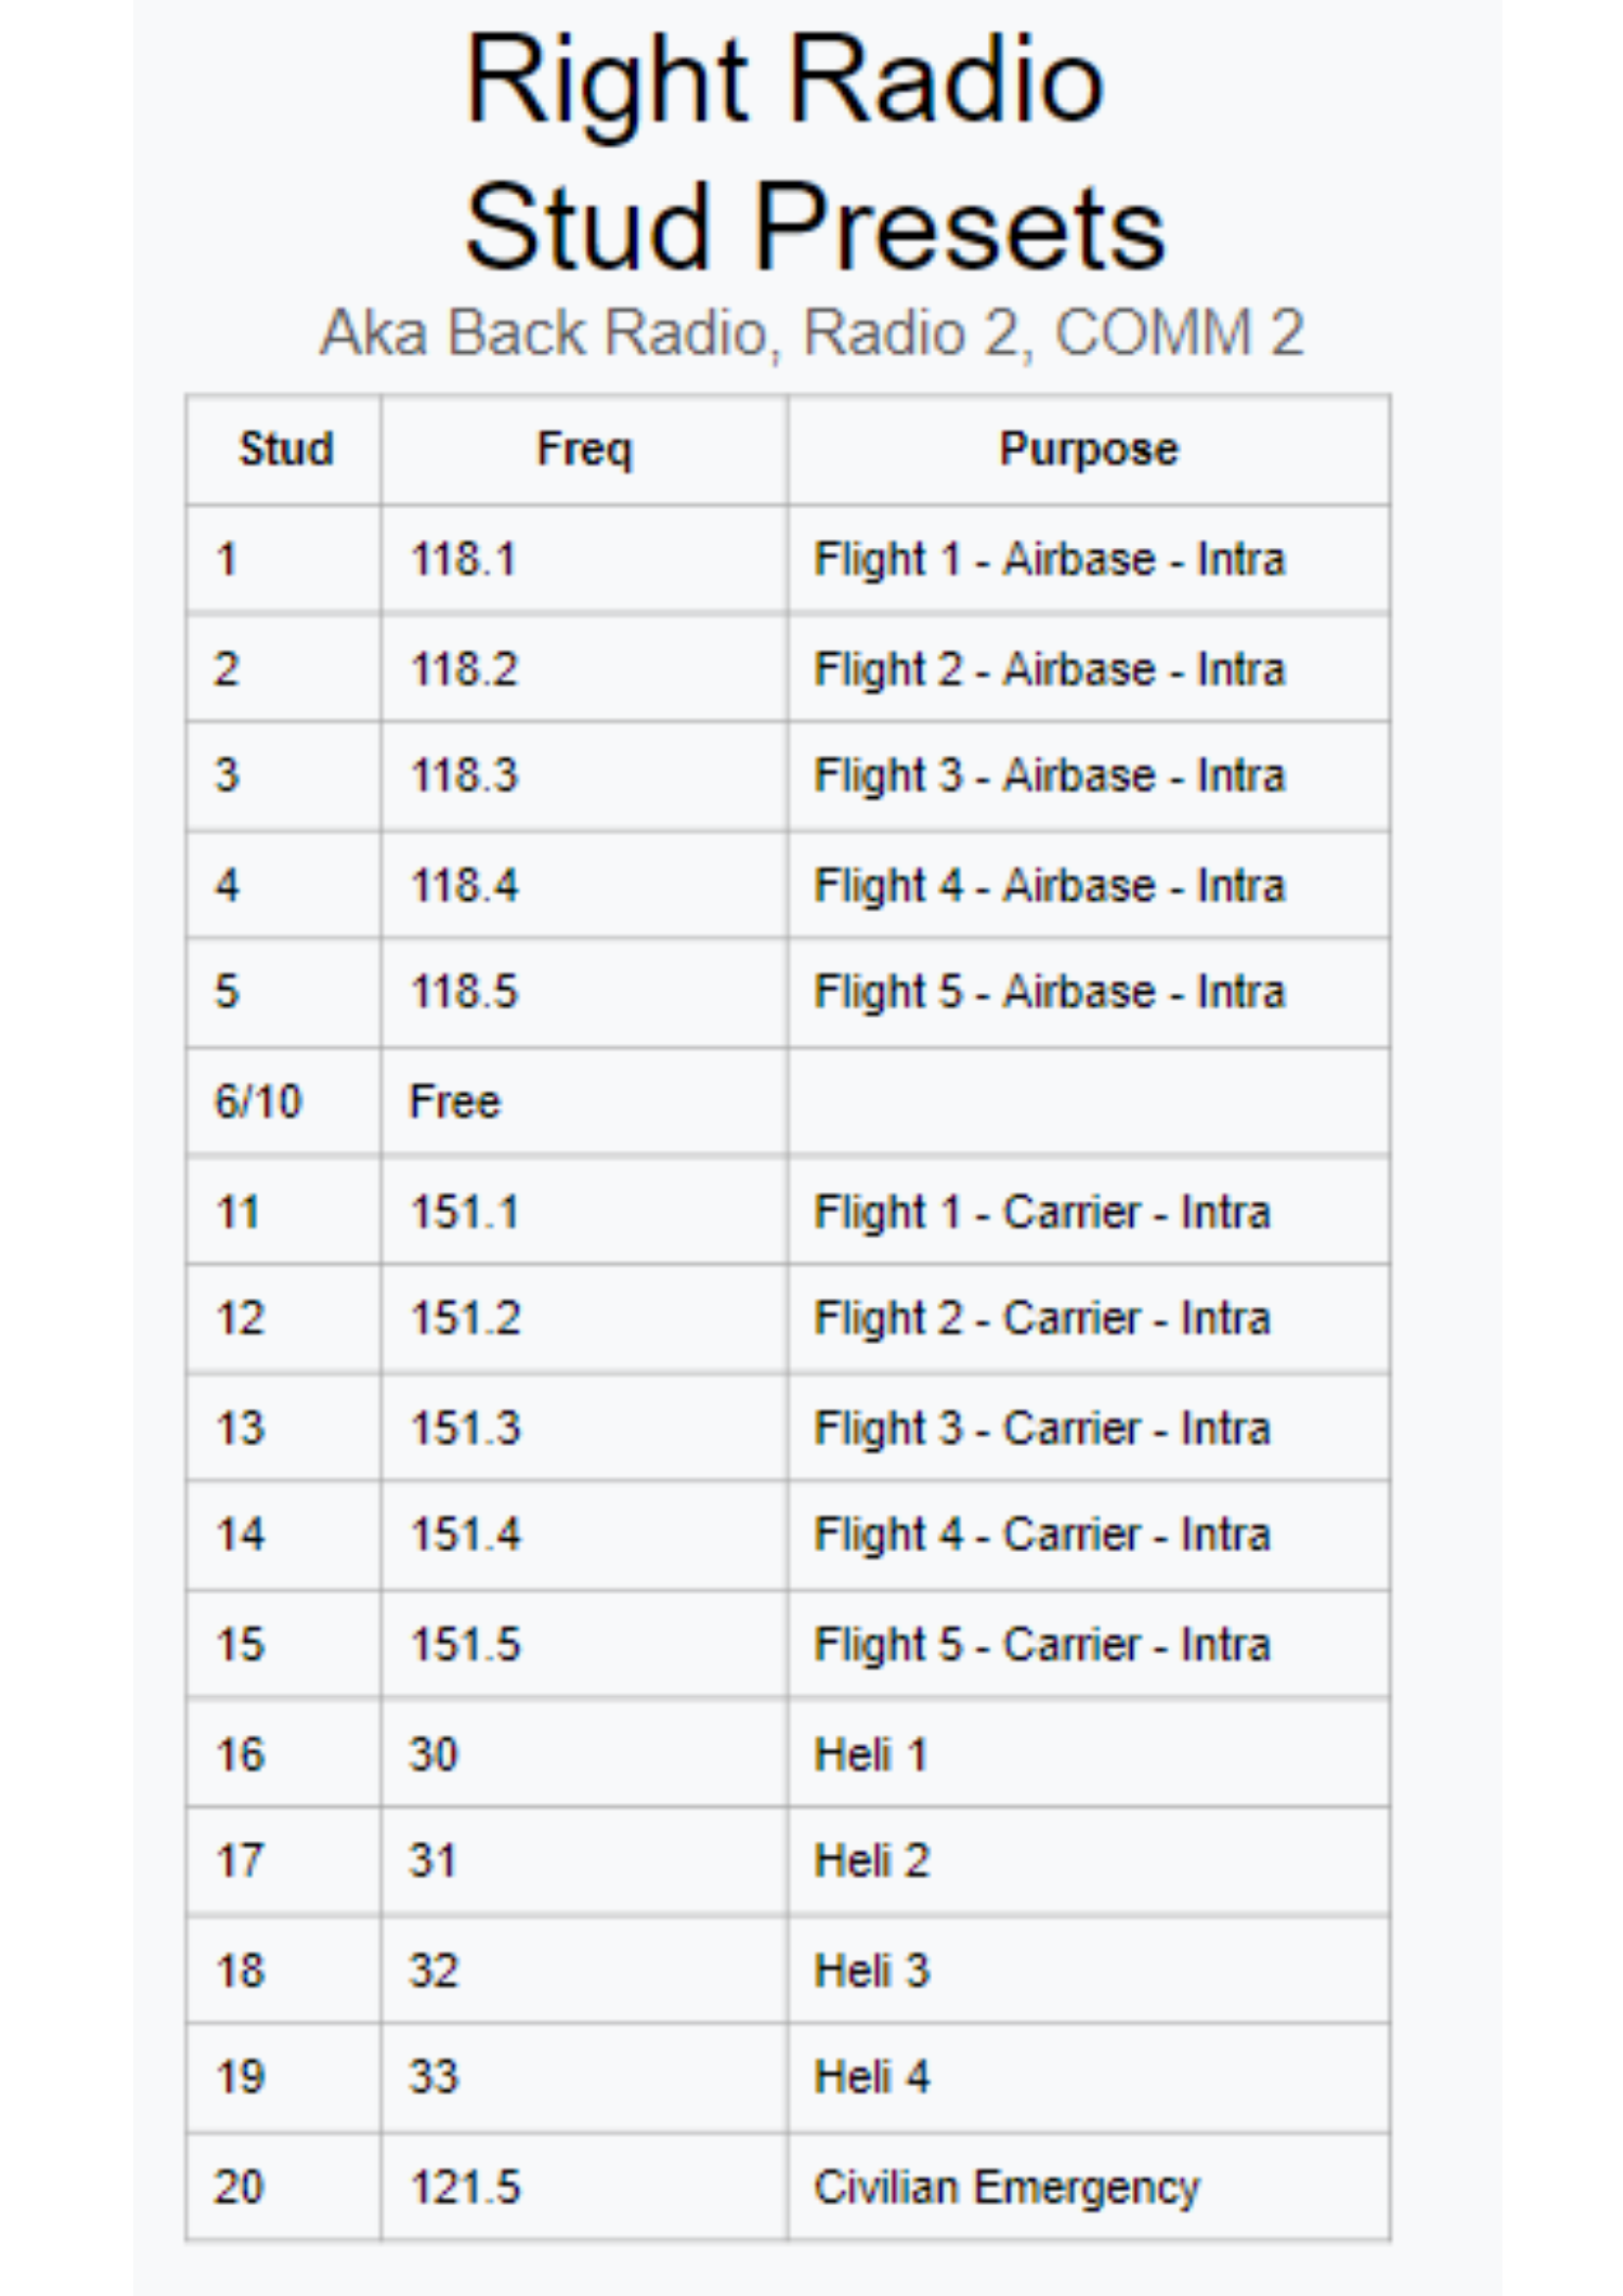 Right Radio
Stud Presets
Aka Back Radio, Radio 2, COMM 2
Stud Freq Purpose
1 118.1 Flight 1 - Airbase - Intra
2 118.2 Flight 2 - Airbase - Intra
3 118.3 Flight 3 - Airbase - Intra
4 118.4 Flight 4 - Airbase - Intra
5 118.5 Flight 5 - Airbase - Intra
6/10 Free
11 151.1 Flight 1 - Carrier - Intra
12 151.2 Flight 2 - Carrier - Intra
13 151.3 Flight 3 - Carrier - Intra
14 151.4 Flight 4 - Carrier - Intra
15 151.5 Flight 5 - Carrier - Intra
16 30 Heli 1
17 31 Heli 2
18 32 Heli 3
19 33 Heli 4
20 121.5 Civilian Emergency